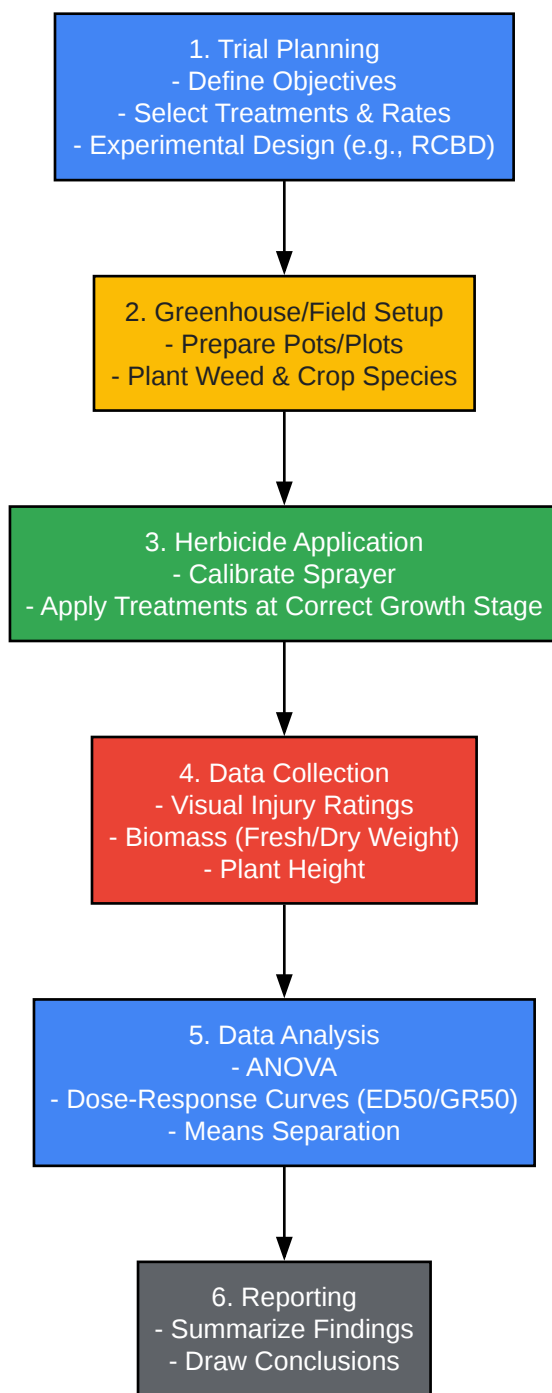 1. Trial Planning
- Define Objectives
- Select Treatments & Rates
- Experimental Design (e.g., RCBD)
2. Greenhouse/Field Setup
- Prepare Pots/Plots
- Plant Weed & Crop Species
3. Herbicide Application
- Calibrate Sprayer
- Apply Treatments at Correct Growth Stage
4. Data Collection
- Visual Injury Ratings
- Biomass (Fresh/Dry Weight)
- Plant Height
5. Data Analysis
- ANOVA
- Dose-Response Curves (ED50/GR50)
- Means Separation
6. Reporting
- Summarize Findings
- Draw Conclusions